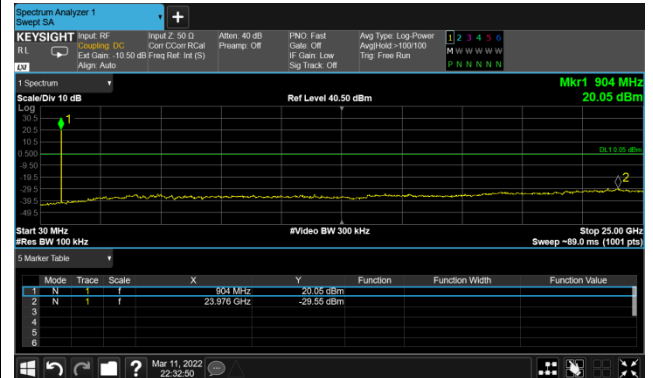 Spectrum Analyzer 1
Swept SA
+
KEYSIGHT Input: RF Input Z: 50 Ω Atten: 40 dB PNO: Fast Avg Type: Log-Power 1 2 3 4 5 6
RL Coupling: DC Corr CCorr RCal Preamp: Off Gate: Off Avg|Hold:>100/100 M W W W W W
Ext Gain: -10.50 dB Freq Ref: Int (S) IF Gain: Low Trig: Free Run
LXI Align: Auto Sig Track: Off P N N N N N
1 Spectrum Mkr1 904 MHz
Scale/Div 10 dB Ref Level 40.50 dBm 20.05 dBm
Log
30.5
1
20.5
10.5
0.500 DL1 0.05 dBm
-9.50
-19.5
2
-29.5
-39.5
-49.5
Start 30 MHz #Video BW 300 kHz Stop 25.00 GHz
#Res BW 100 kHz Sweep ~89.0 ms (1001 pts)
5 Marker Table
Mode Trace Scale X Y Function Function Width Function Value
1 N 1 f 904 MHz 20.05 dBm
2 N 1 f 23.976 GHz -29.55 dBm
3
4
5
6
? Mar 11, 2022
22:32:50